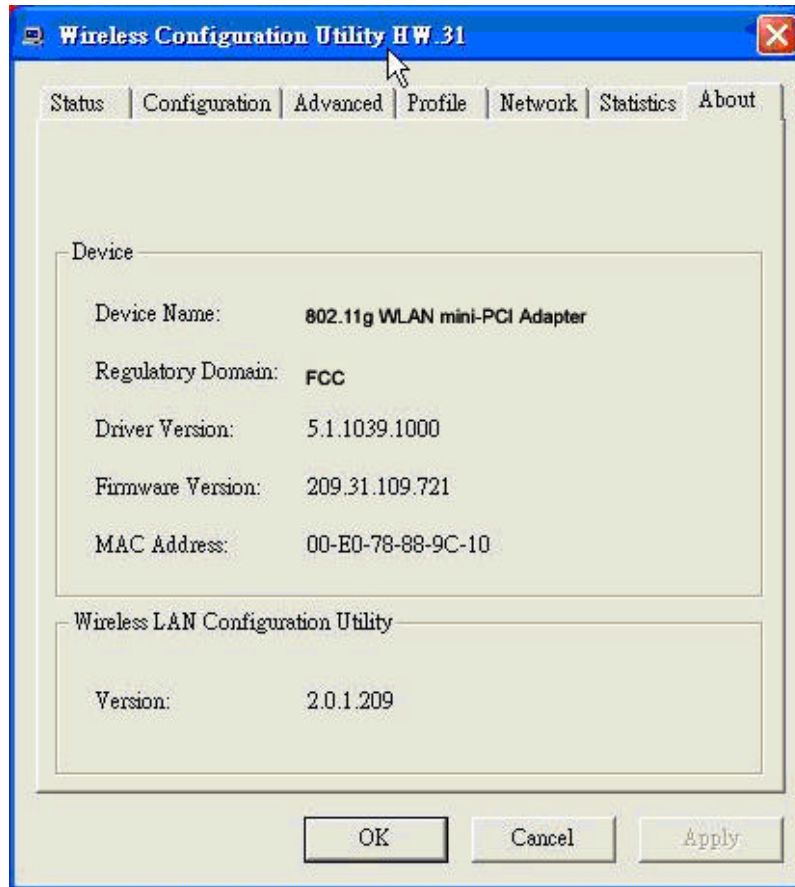 Wireless Configuration Utility HW.31
Status Configuration Advanced Profile Network Statistics About
Device
Device Name: 802.11g WLAN mini-PCI Adapter
Regulatory Domain: FCC
Driver Version: 5.1.1039.1000
Firmware Version: 209.31.109.721
MAC Address: 00-E0-78-88-9C-10
Wireless LAN Configuration Utility
Version: 2.0.1.209
OK Cancel Apply